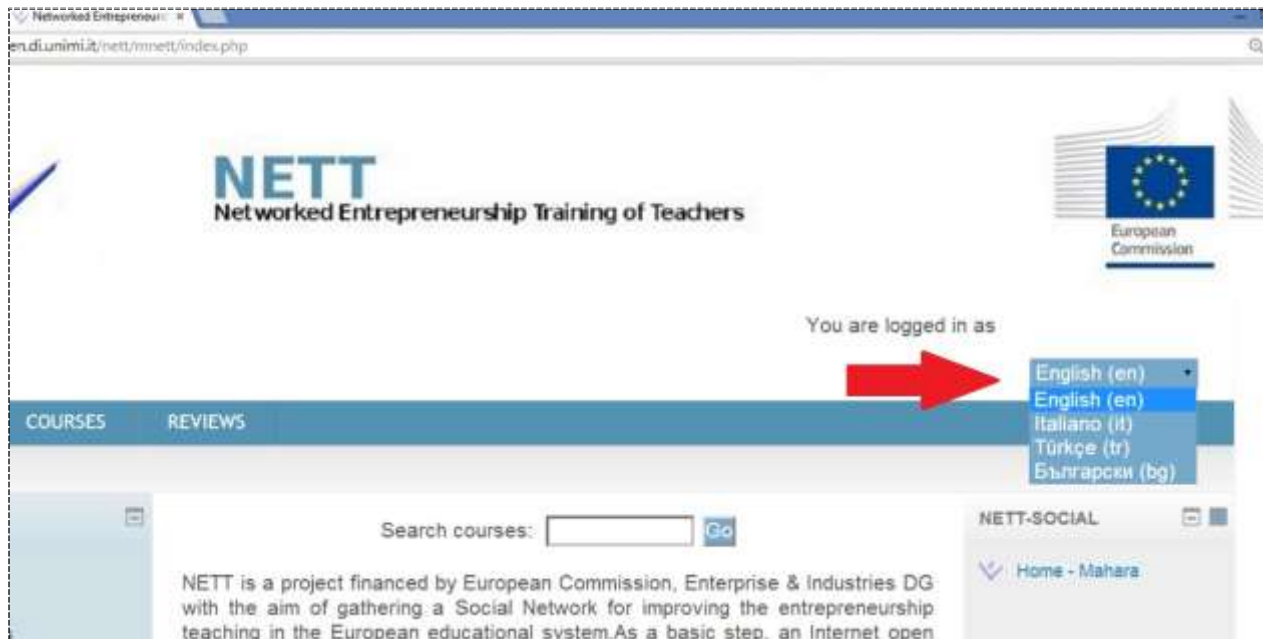 Networked Entrepreneur
en.di.unimi.it/nett/mnett/index.php
NETT
Networked Entrepreneurship Training of Teachers
European
Commission
You are logged in as
English (en)
English (en)
Italiano (it)
Türkçe (tr)
Български (bg)
COURSES REVIEWS
Search courses: Go
NETT-SOCIAL
Home - Mahara
NETT is a project financed by European Commission, Enterprise & Industries DG
with the aim of gathering a Social Network for improving the entrepreneurship
teaching in the European educational system.As a basic step, an Internet open